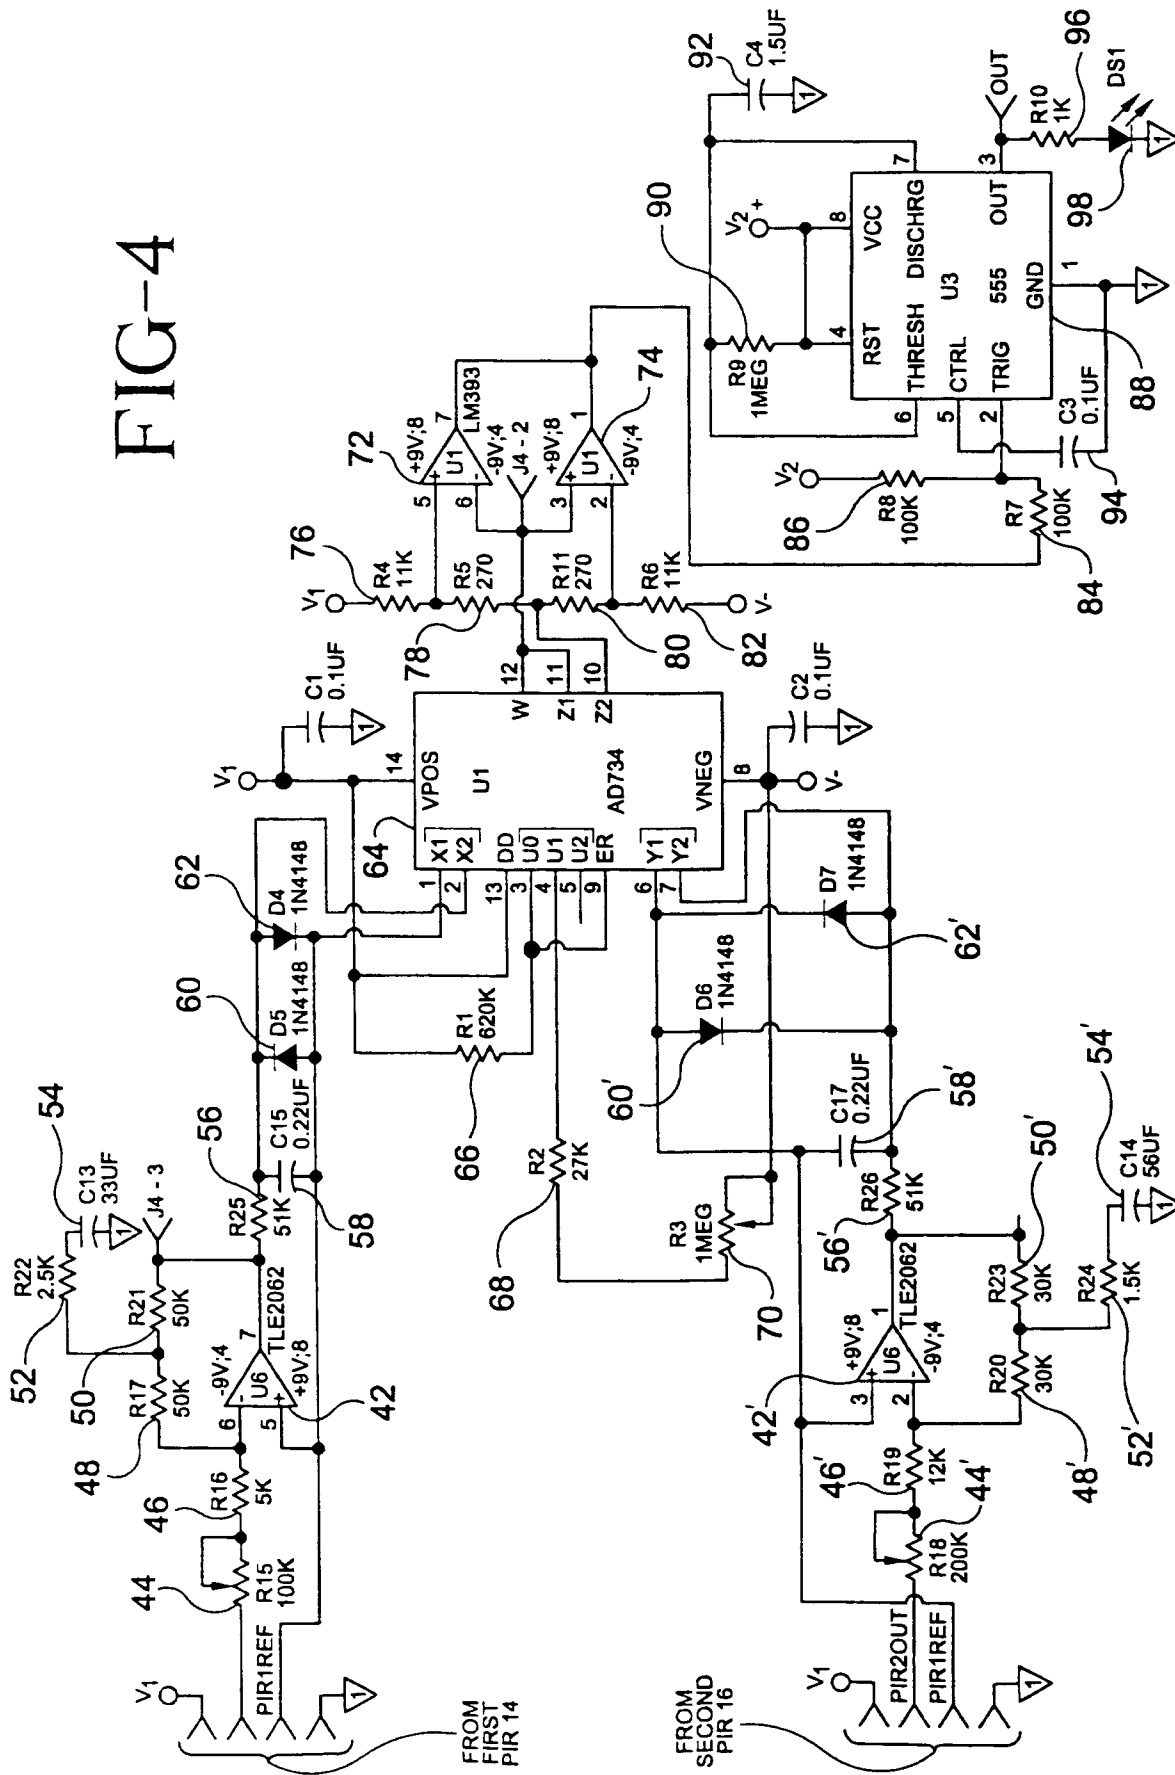 FIG-4
54
C13
33UF
1
52
R22
2.5K
J4 - 3
50
R21
50K
48
R17
50K
56
R25
51K
60
D5
1N4148
62
D4
1N4148
C15
0.22UF
58
-9V;4
7
TLE2062
U6
6
5
-
+
+9V;8
42
46
R16
5K
44
R15
100K
V1
PIR1REF
1
FROM
FIRST
PIR 14
V1
C1
0.1UF
1
64
14
VPOS
U1
AD734
VNEG
8
X1
X2
DD
U0
U1
U2
ER
Y1
Y2
1
2
13
3
4
5
9
6
7
W
Z1
Z2
12
11
10
R1
620K
66
R2
27K
68
R3
1MEG
70
C2
0.1UF
1
V-
V1
76
R4
11K
78
R5
270
R11
270
80
R6
11K
82
V-
72
+9V;8
5
+
7
LM393
U1
6
-
-9V;4
J4 - 2
+9V;8
3
+
1
U1
2
-
-9V;4
74
60'
D6
1N4148
D7
1N4148
62'
C17
0.22UF
58'
R26
51K
56'
42'
+9V;8
3
+
1
TLE2062
U6
2
-
-9V;4
50'
R23
30K
54'
C14
56UF
1
R24
1.5K
52'
R20
30K
48'
46'
R19
12K
44'
R18
200K
V1
PIR2OUT
PIR1REF
1
FROM
SECOND
PIR 16
92
C4
1.5UF
1
90
R9
1MEG
V2
+
4
8
7
RST
VCC
THRESH
DISCHRG
6
U3
CTRL
5
555
TRIG
OUT
2
3
GND
1
88
1
V2
86
R8
100K
R7
100K
84
C3
0.1UF
94
OUT
R10
1K
96
DS1
98
1